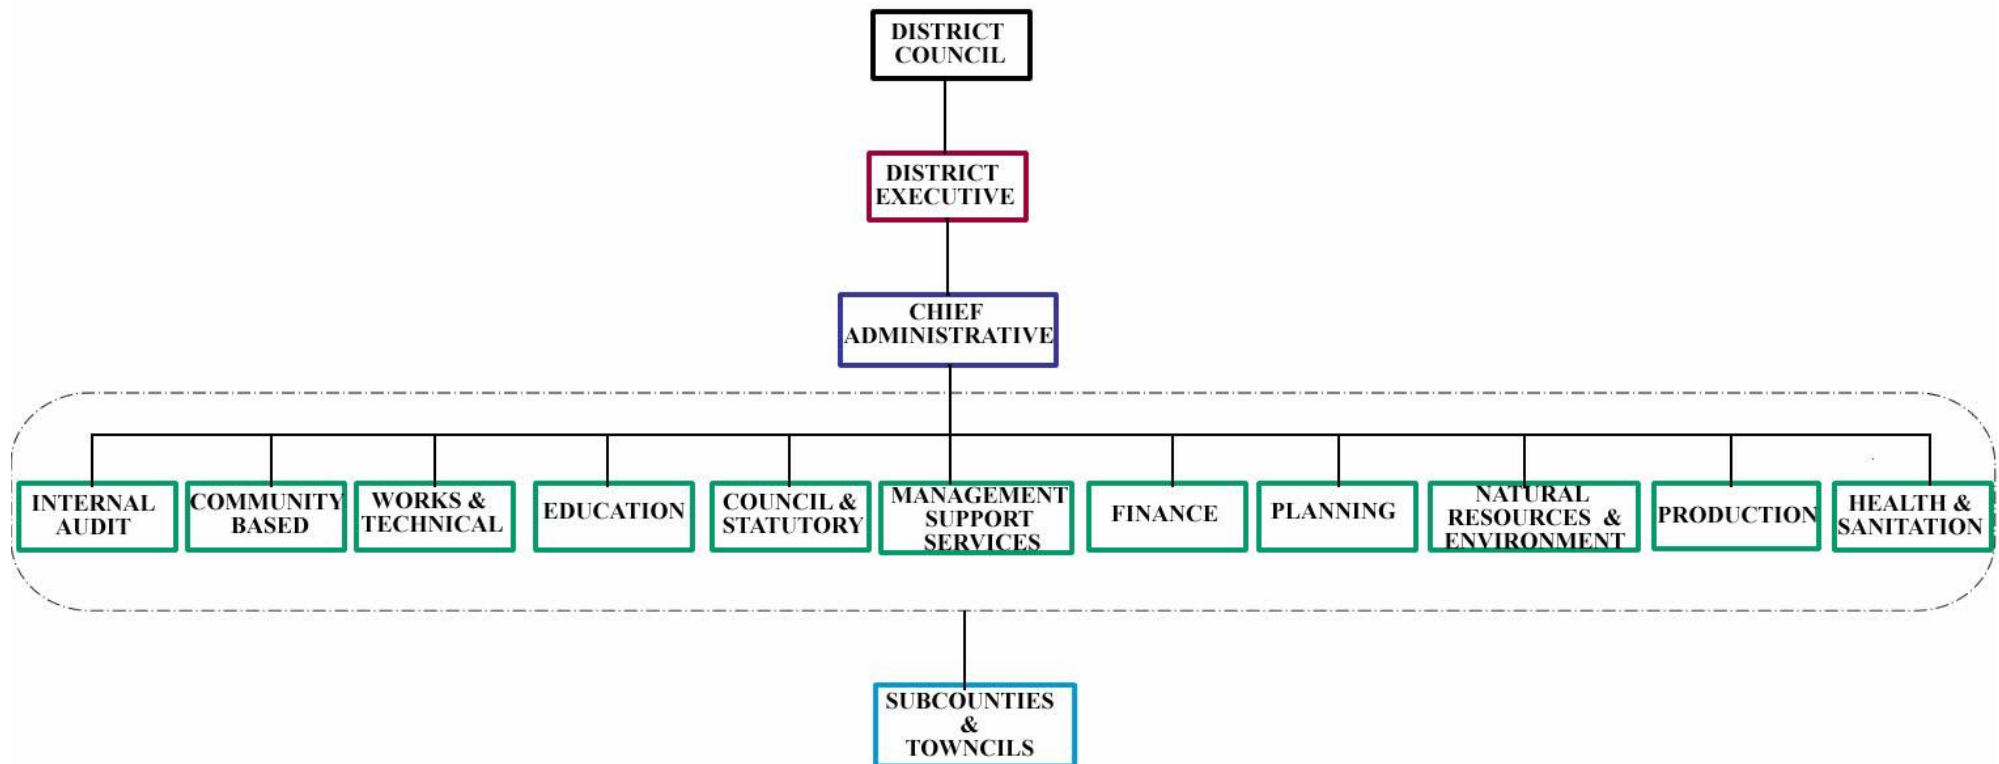 DISTRICT
COUNCIL
DISTRICT
EXECUTIVE
CHIEF
ADMINISTRATIVE
INTERNAL
AUDIT
COMMUNITY
BASED
WORKS &
TECHNICAL
EDUCATION
COUNCIL &
STATUTORY
MANAGEMENT
SUPPORT
SERVICES
FINANCE
PLANNING
NATURAL
RESOURCES &
ENVIRONMENT
PRODUCTION
HEALTH &
SANITATION
SUBCOUNTIES
&
TOWNCILS